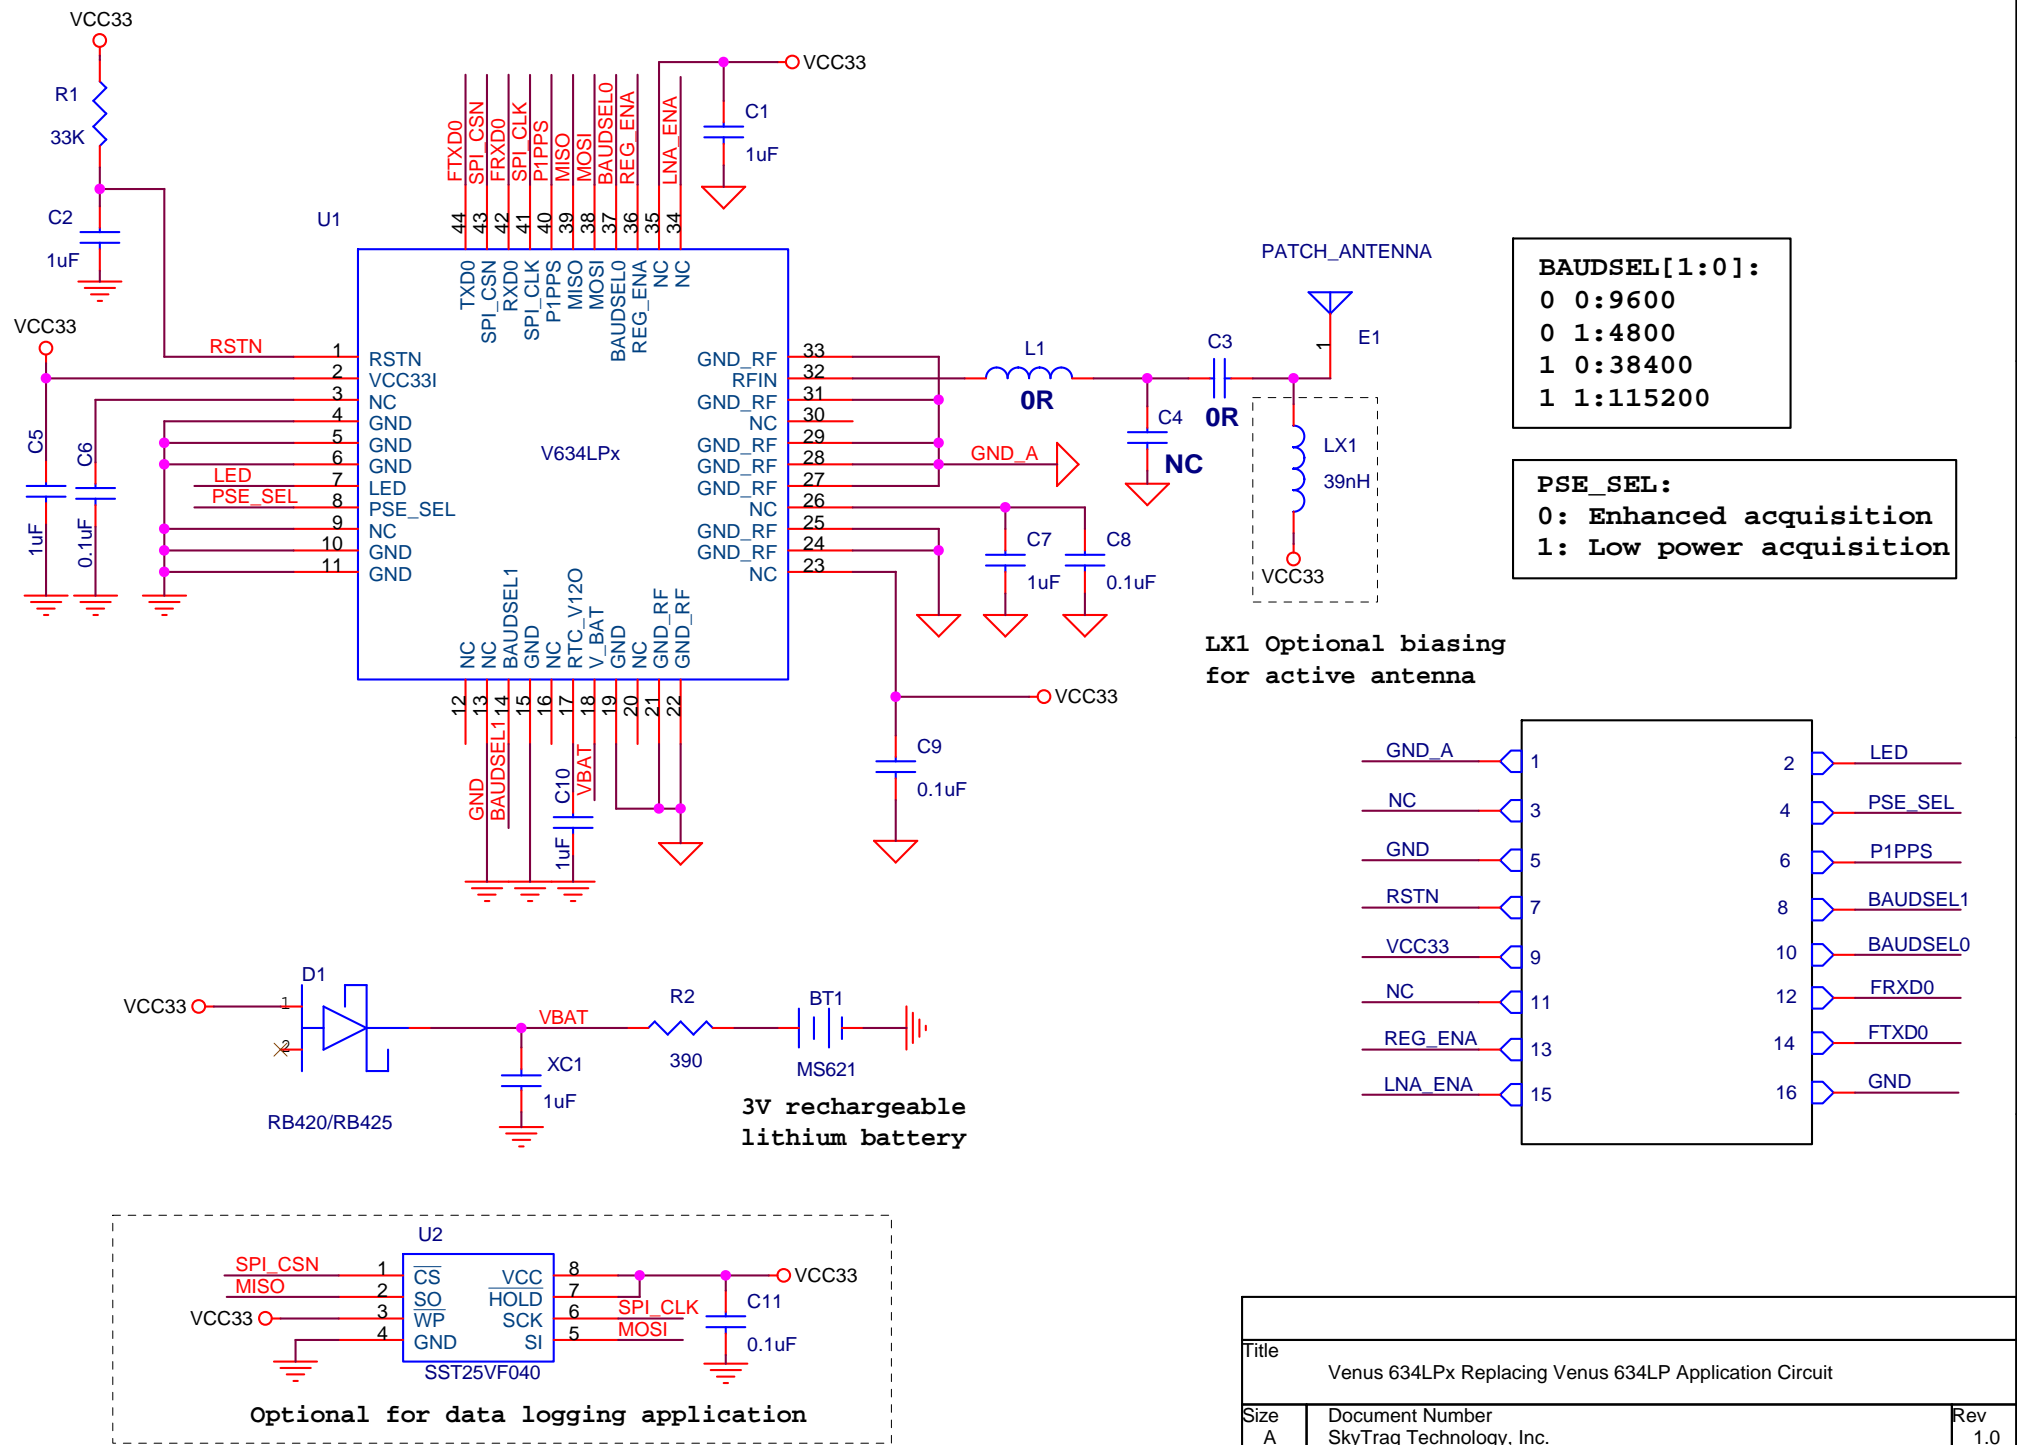 VCC33
R1
33K
C2
1uF
VCC33
RSTN
C5
1uF
C6
0.1uF
LED
PSE_SEL
U1
FTXD0
SPI_CSN
FRXD0
SPI_CLK
P1PPS
MISO
MOSI
BAUDSEL0
REG_ENA
LNA_ENA
VCC33
C1
1uF
44
43
42
41
40
39
38
37
36
35
34
TXD0
SPI_CSN
RXD0
SPI_CLK
P1PPS
MISO
MOSI
BAUDSEL0
REG_ENA
NC
NC
1 RSTN
2 VCC33I
3 NC
4 GND
5 GND
6 GND
7 LED
8 PSE_SEL
9 NC
10 GND
11 GND
V634LPx
GND_RF 33
RFIN 32
GND_RF 31
NC 30
GND_RF 29
GND_RF 28
GND_RF 27
NC 26
GND_RF 25
GND_RF 24
NC 23
NC
NC
BAUDSEL1
GND
NC
RTC_V12O
V_BAT
GND
NC
GND_RF
GND_RF
12
13
14
15
16
17
18
19
20
21
22
GND
BAUDSEL1
C10
1uF
VBAT
L1
0R
C3
0R
C4
NC
GND_A
PATCH_ANTENNA
1
E1
LX1
39nH
VCC33
C7
1uF
C8
0.1uF
VCC33
C9
0.1uF
LX1 Optional biasing
for active antenna
BAUDSEL[1:0]:
0 0:9600
0 1:4800
1 0:38400
1 1:115200
PSE_SEL:
0: Enhanced acquisition
1: Low power acquisition
GND_A 1
2 LED
NC 3
4 PSE_SEL
GND 5
6 P1PPS
RSTN 7
8 BAUDSEL1
VCC33 9
10 BAUDSEL0
NC 11
12 FRXD0
REG_ENA 13
14 FTXD0
LNA_ENA 15
16 GND
VCC33
D1
1
2
RB420/RB425
VBAT
XC1
1uF
R2
390
BT1
MS621
3V rechargeable
lithium battery
U2
SPI_CSN 1 CS
MISO 2 SO
VCC33 3 WP
4 GND
VCC 8 VCC33
HOLD 7
SCK 6 SPI_CLK
SI 5 MOSI
C11
0.1uF
SST25VF040
Optional for data logging application
Title
Venus 634LPx Replacing Venus 634LP Application Circuit
Size
A
Document Number
SkyTraq Technology, Inc.
Rev
1.0